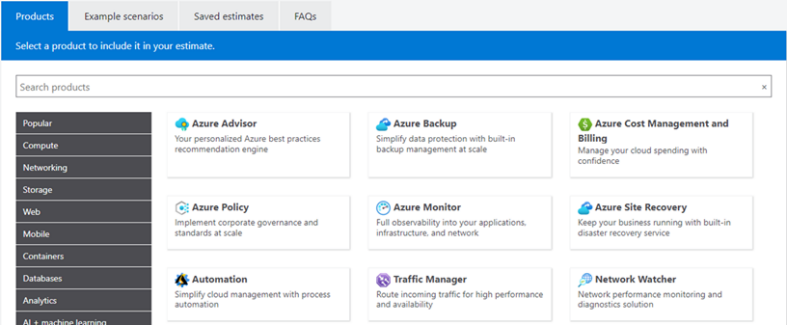 Products Example scenarios Saved estimates FAQs
Select a product to include it in your estimate.
Search products ×
Popular
Compute
Networking
Storage
Web
Mobile
Containers
Databases
Analytics
AI + machine learning
Azure Advisor
Your personalized Azure best practices
recommendation engine
Azure Backup
Simplify data protection with built-in
backup management at scale
Azure Cost Management and
Billing
Manage your cloud spending with
confidence
Azure Policy
Implement corporate governance and
standards at scale
Azure Monitor
Full observability into your applications,
infrastructure, and network
Azure Site Recovery
Keep your business running with built-in
disaster recovery service
Automation
Simplify cloud management with process
automation
Traffic Manager
Route incoming traffic for high performance
and availability
Network Watcher
Network performance monitoring and
diagnostics solution